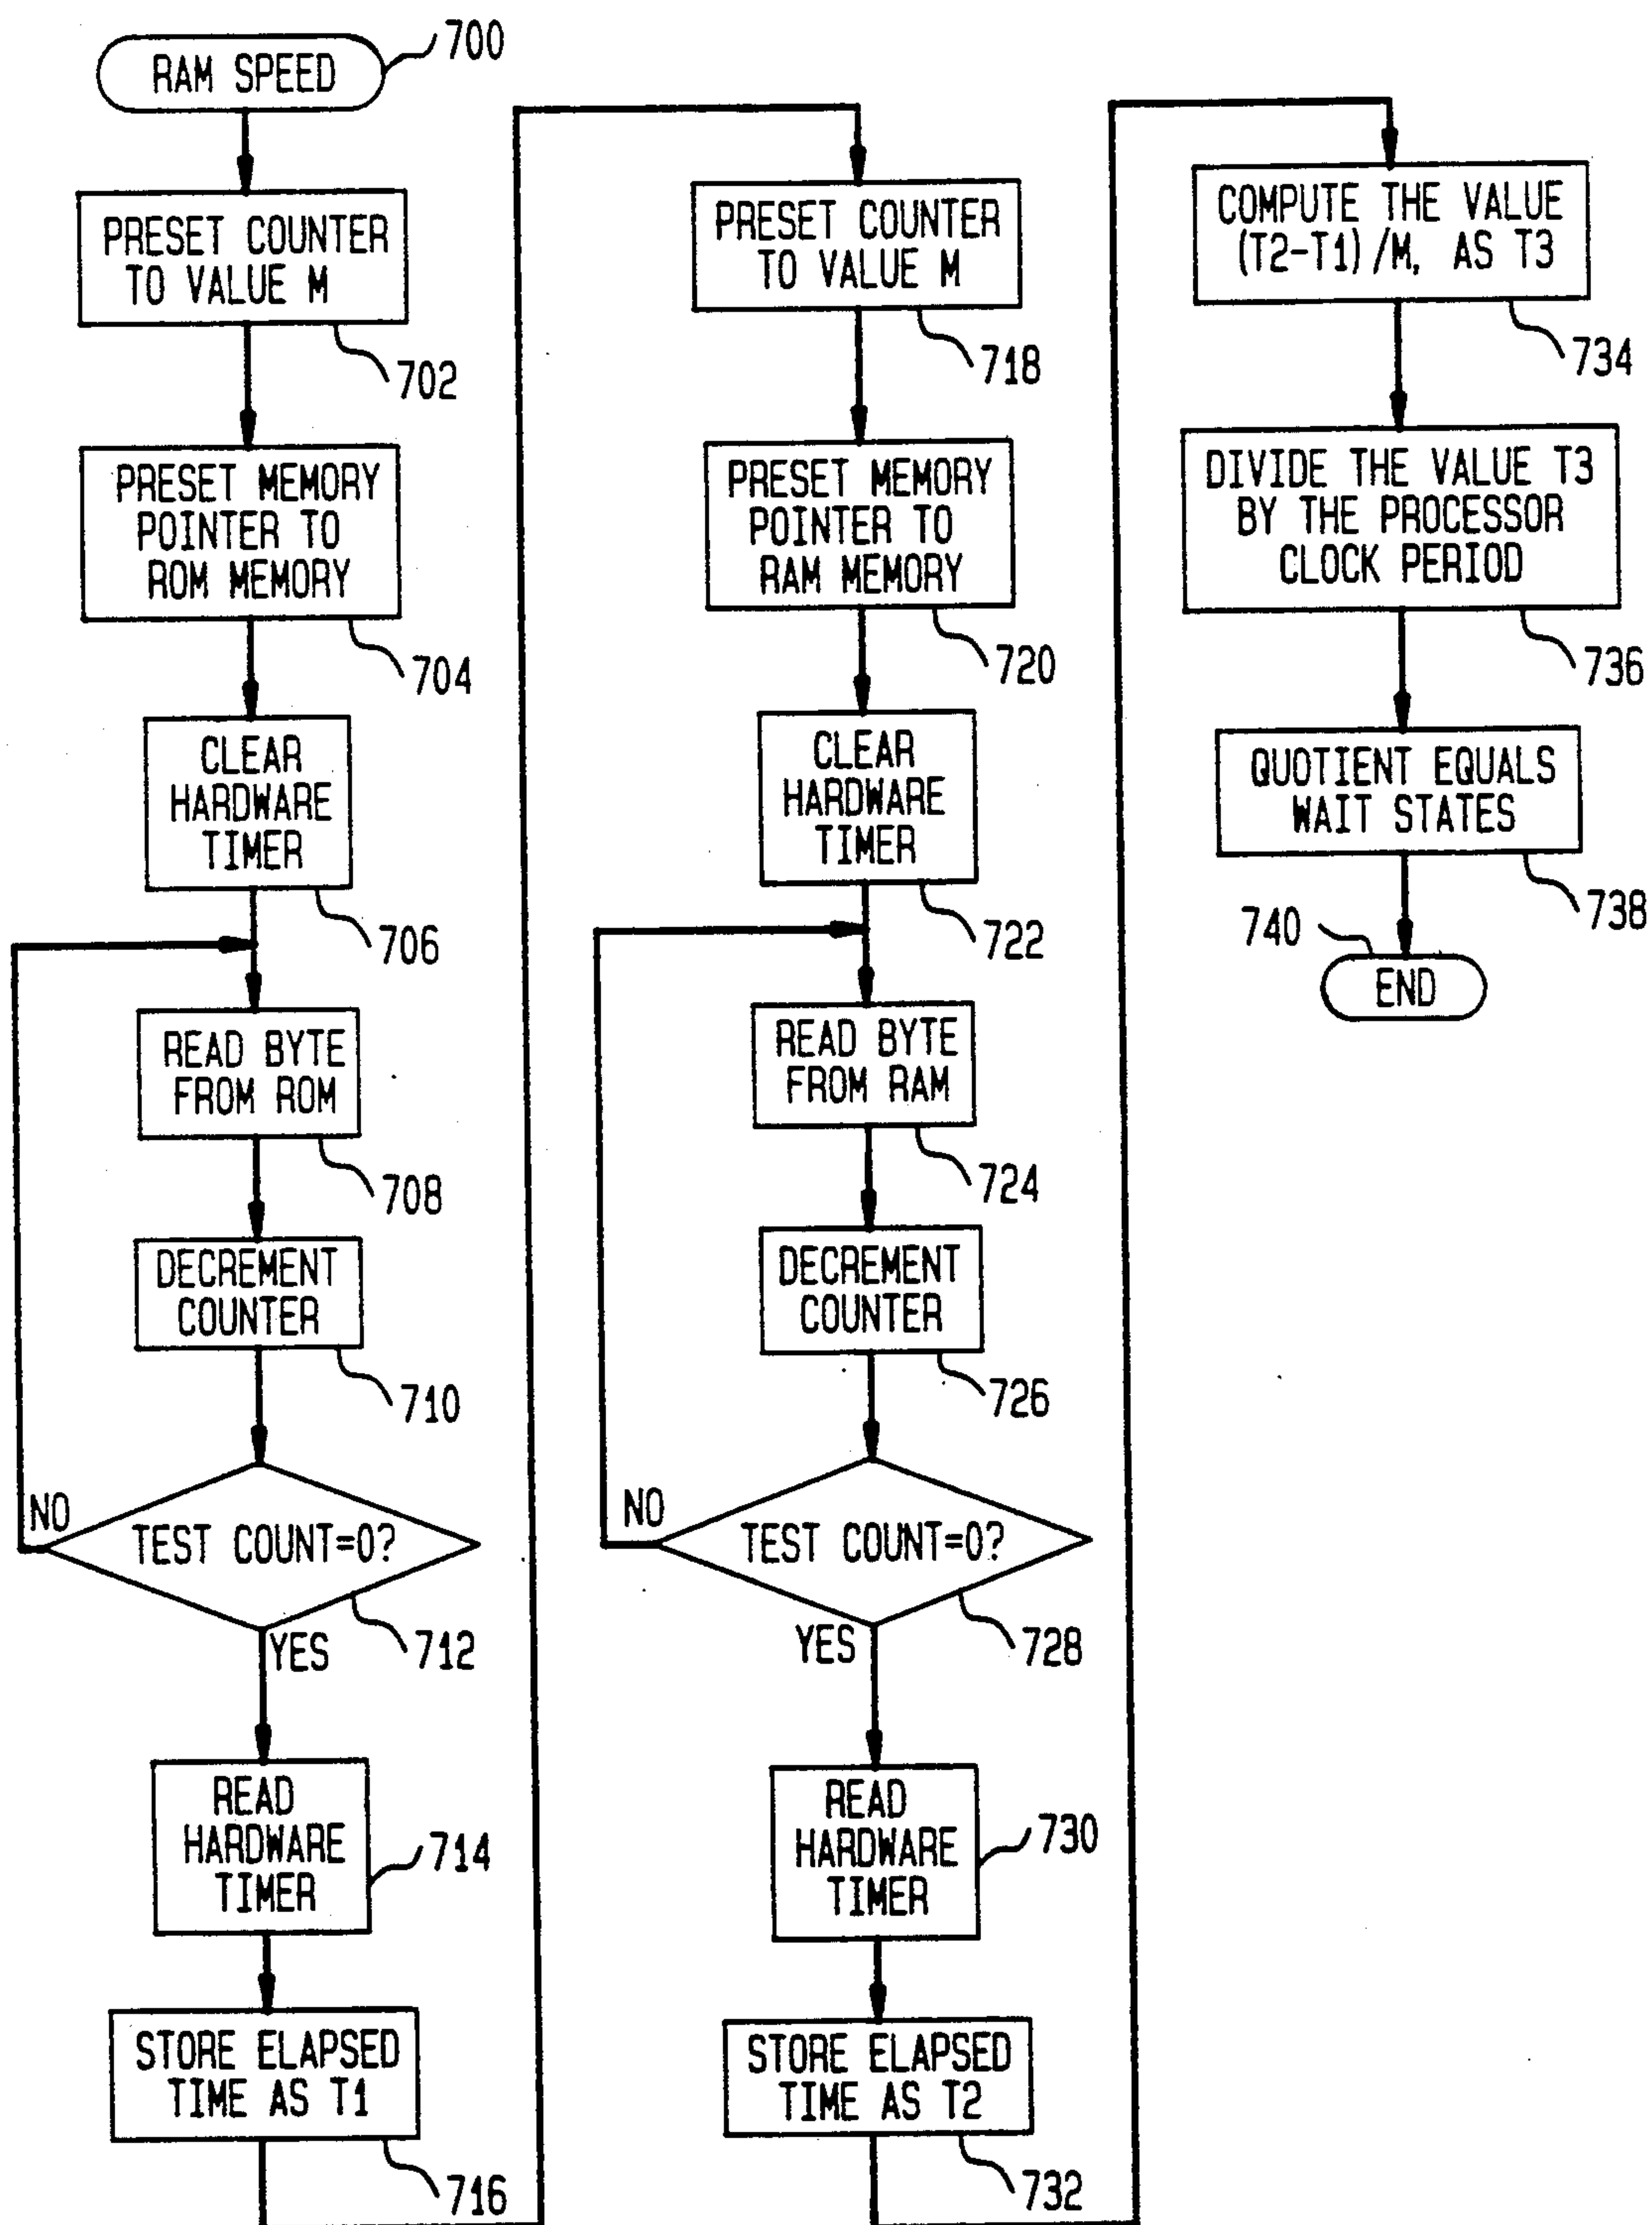 RAM SPEED
700
PRESET COUNTER
TO VALUE M
702
PRESET MEMORY
POINTER TO
ROM MEMORY
704
CLEAR
HARDWARE
TIMER
706
READ BYTE
FROM ROM
708
DECREMENT
COUNTER
710
NO
TEST COUNT=0?
712
YES
READ
HARDWARE
TIMER
714
STORE ELAPSED
TIME AS T1
716
PRESET COUNTER
TO VALUE M
718
PRESET MEMORY
POINTER TO
RAM MEMORY
720
CLEAR
HARDWARE
TIMER
722
READ BYTE
FROM RAM
724
DECREMENT
COUNTER
726
NO
TEST COUNT=0?
728
YES
READ
HARDWARE
TIMER
730
STORE ELAPSED
TIME AS T2
732
COMPUTE THE VALUE
(T2-T1)/M, AS T3
734
DIVIDE THE VALUE T3
BY THE PROCESSOR
CLOCK PERIOD
736
QUOTIENT EQUALS
WAIT STATES
738
740
END